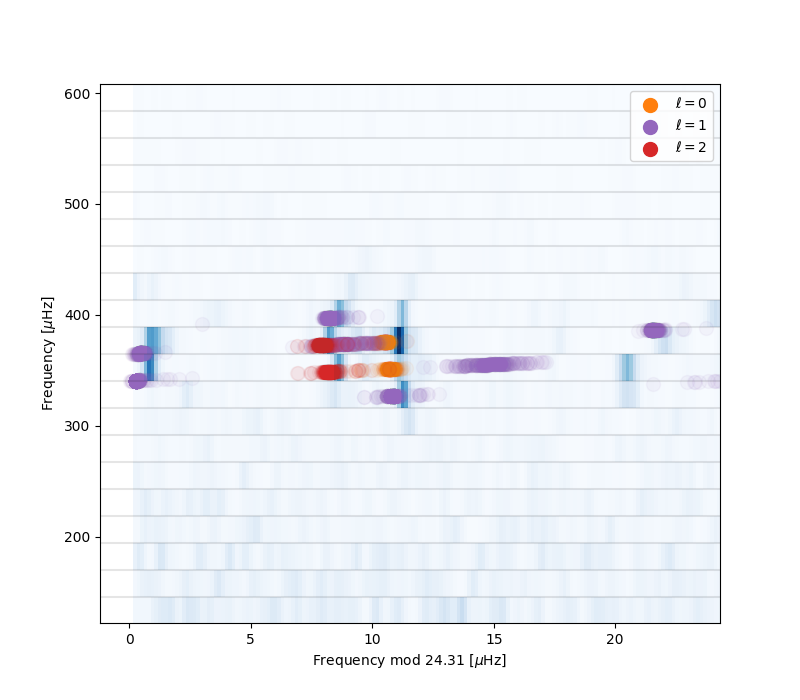 600
500
400
300
200
0
5
10
15
20
Frequency [μHz]
Frequency mod 24.31 [μHz]
ℓ = 0
ℓ = 1
ℓ = 2